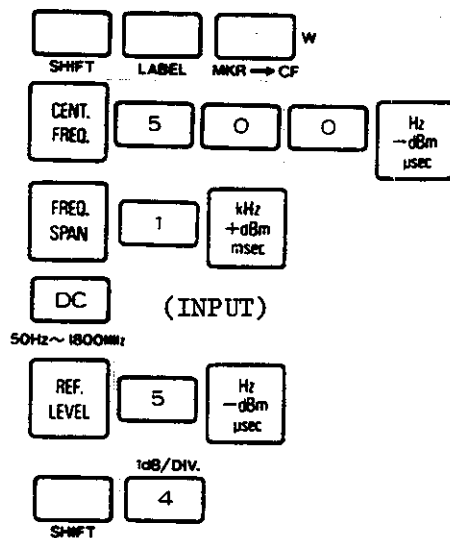 W
SHIFT LABEL MKR → CF
CENT. FREQ. 5 0 0 Hz −dBm μsec
FREQ. SPAN 1 kHz +dBm msec
DC (INPUT)
50Hz～1800MHz
REF. LEVEL 5 Hz −dBm μsec
1dB/DIV.
4
SHIFT